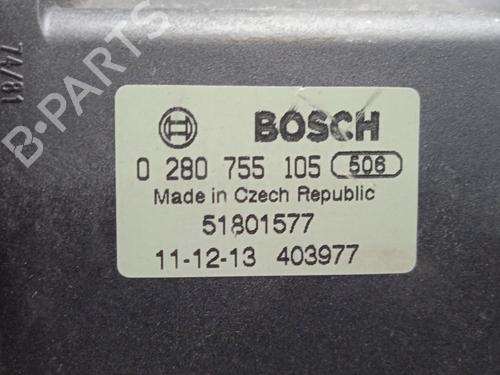 74/81
B-PARTS
BOSCH
0 280 755 105 506
Made in Czech Republic
51801577
11-12-13 403977